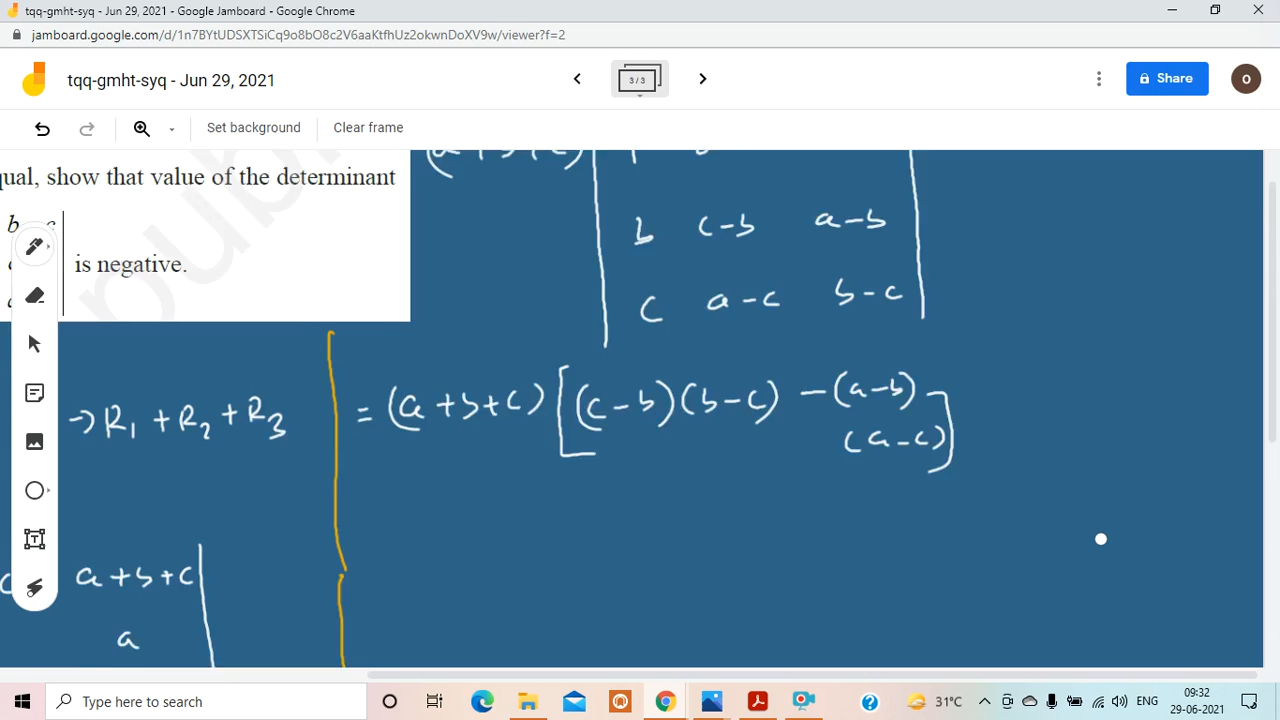 tqq-gmht-syq - Jun 29, 2021 - Google Jamboard - Google Chrome
jamboard.google.com/d/1n7BYtUDSXTSiCq9o8bO8c2V6aaKtfhUz2okwnDoXV9w/viewer?f=2
tqq-gmht-syq - Jun 29, 2021
3 / 3
Share
O
Set background
Clear frame
qual, show that value of the determinant
is negative.
b c-b a-b
c a-c b-c
→R1 + R2 + R3
= (a+b+c) [(c-b)(b-c) -(a-b)
(a-c)]
a+b+c
a
Type here to search
31°C
ENG
09:32
29-06-2021